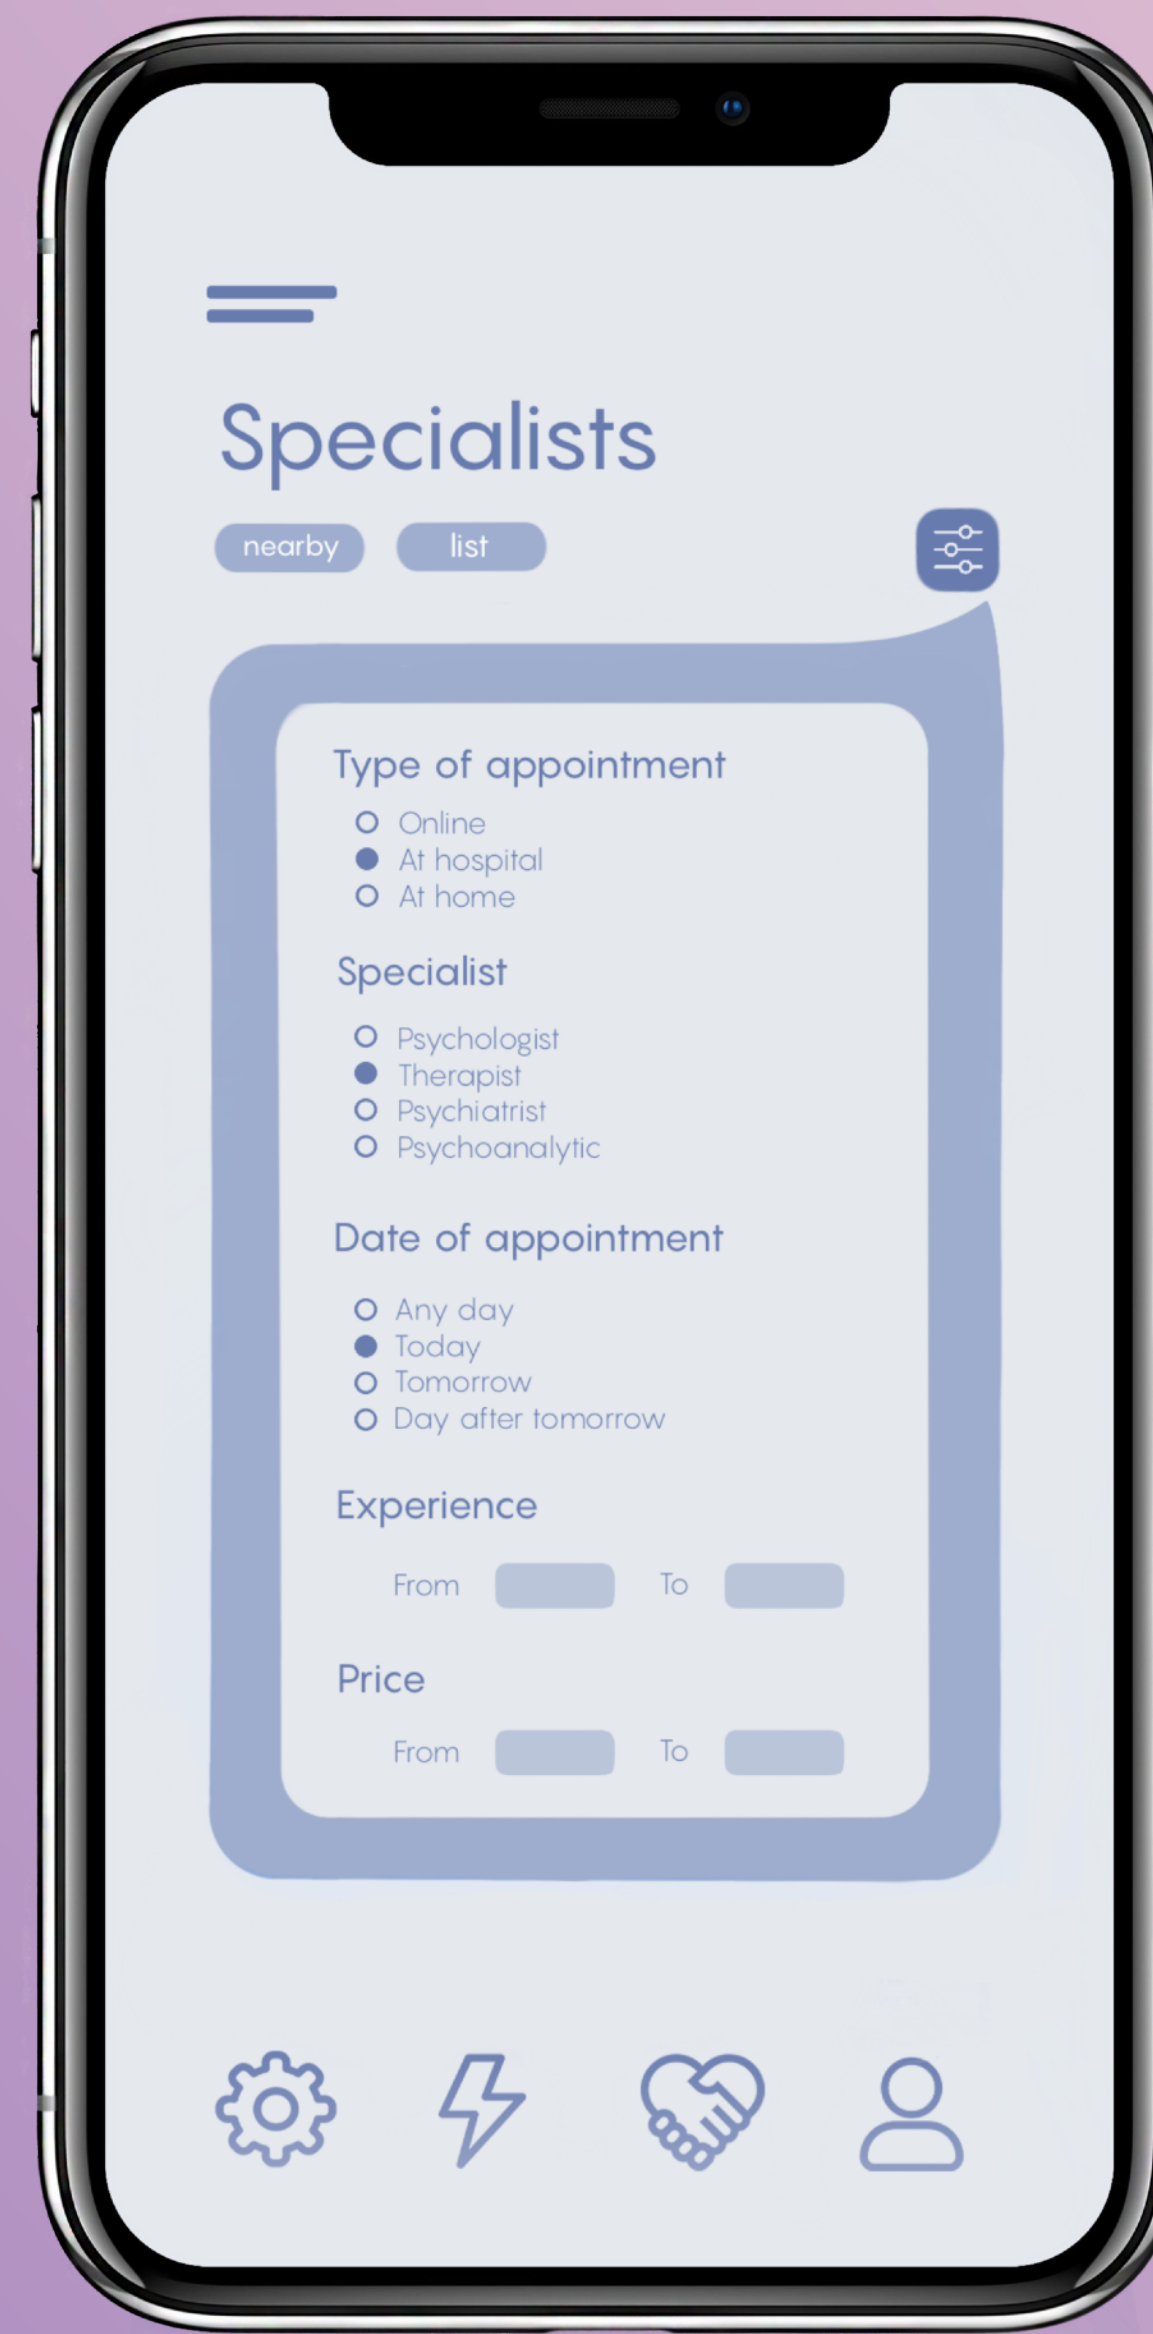 Specialists
nearby list
Type of appointment
Online
At hospital
At home
Specialist
Psychologist
Therapist
Psychiatrist
Psychoanalytic
Date of appointment
Any day
Today
Tomorrow
Day after tomorrow
Experience
From To
Price
From To